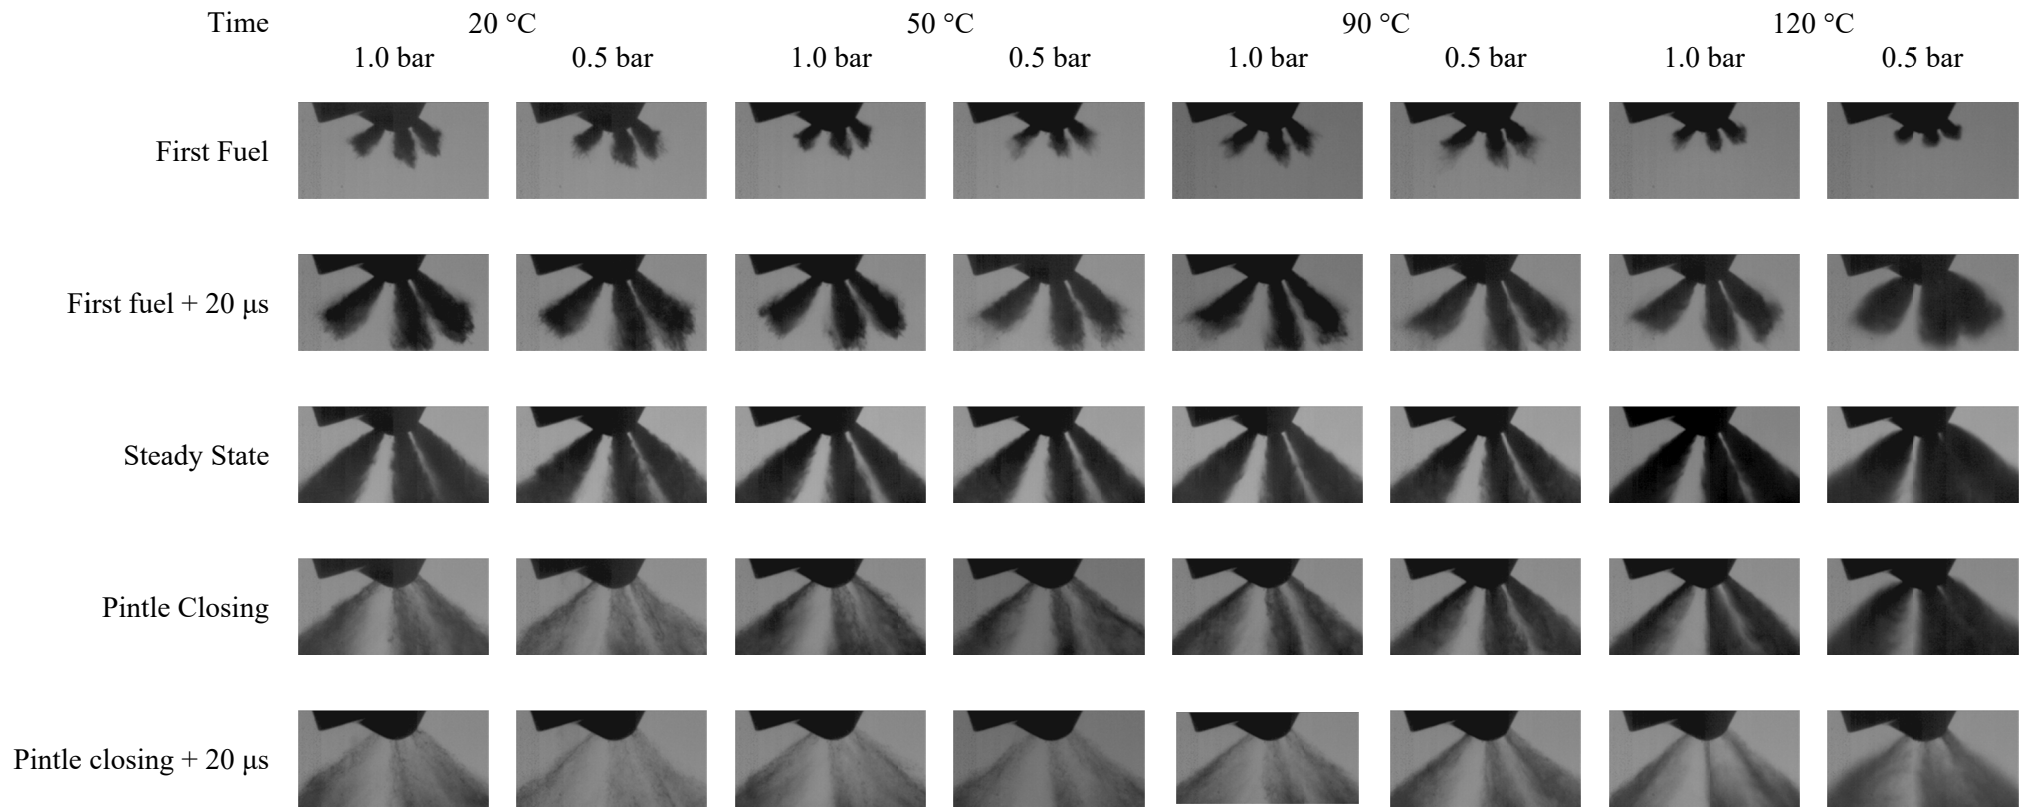 Time 20 °C 50 °C 90 °C 120 °C
1.0 bar 0.5 bar 1.0 bar 0.5 bar 1.0 bar 0.5 bar 1.0 bar 0.5 bar
First Fuel
First fuel + 20 µs
Steady State
Pintle Closing
Pintle closing + 20 µs